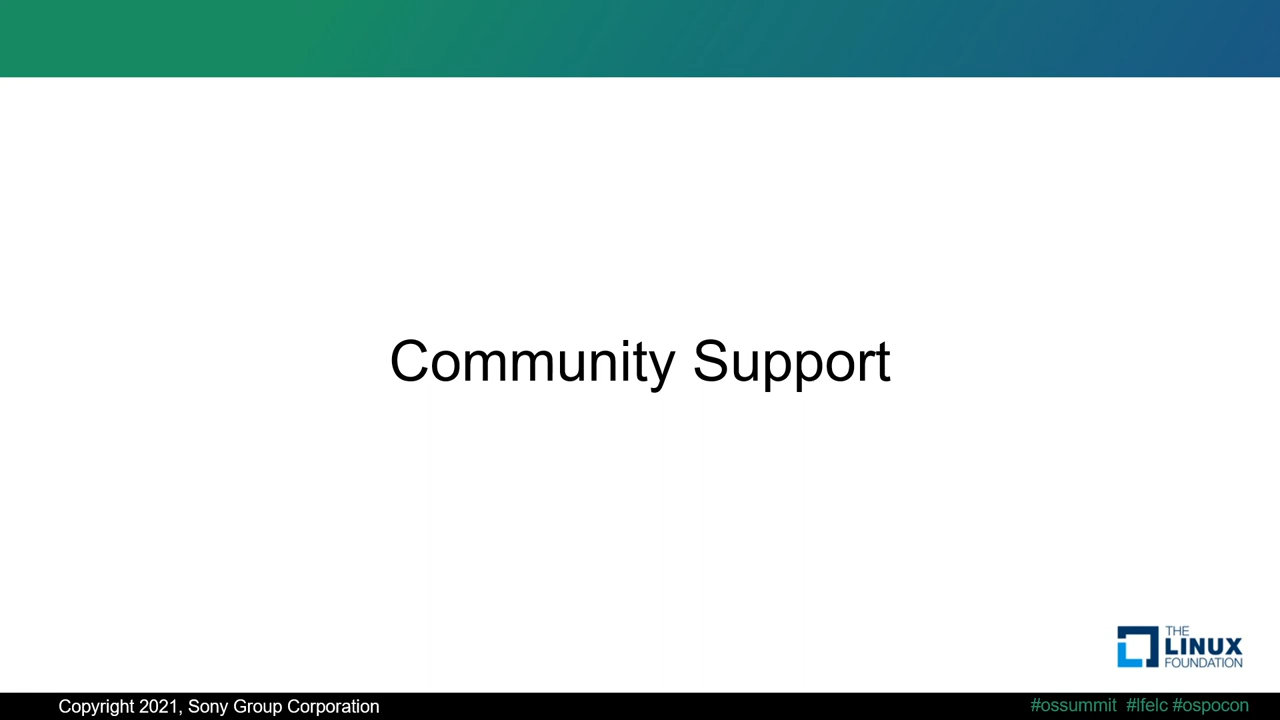 Community Support
THE
LINUX
FOUNDATION
Copyright 2021, Sony Group Corporation
#ossummit #lfelc #ospocon